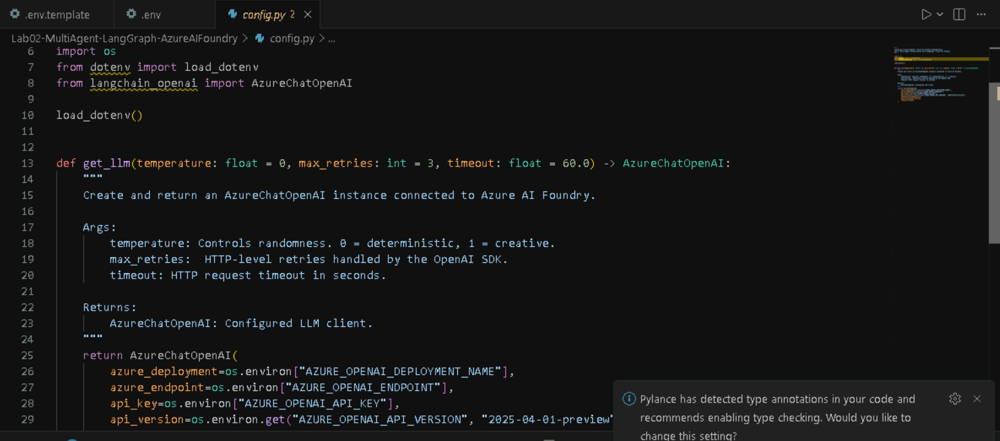 .env.template
.env
config.py 2
Lab02-MultiAgent-LangGraph-AzureAIFoundry > config.py > ...
6 import os
7 from dotenv import load_dotenv
8 from langchain_openai import AzureChatOpenAI
9
10 load_dotenv()
11
12
13 def get_llm(temperature: float = 0, max_retries: int = 3, timeout: float = 60.0) -> AzureChatOpenAI:
14 """
15 Create and return an AzureChatOpenAI instance connected to Azure AI Foundry.
16
17 Args:
18 temperature: Controls randomness. 0 = deterministic, 1 = creative.
19 max_retries:  HTTP-level retries handled by the OpenAI SDK.
20 timeout: HTTP request timeout in seconds.
21
22 Returns:
23 AzureChatOpenAI: Configured LLM client.
24 """
25 return AzureChatOpenAI(
26 azure_deployment=os.environ["AZURE_OPENAI_DEPLOYMENT_NAME"],
27 azure_endpoint=os.environ["AZURE_OPENAI_ENDPOINT"],
28 api_key=os.environ["AZURE_OPENAI_API_KEY"],
29 api_version=os.environ.get("AZURE_OPENAI_API_VERSION", "2025-04-01-preview"
Pylance has detected type annotations in your code and
recommends enabling type checking. Would you like to
change this setting?